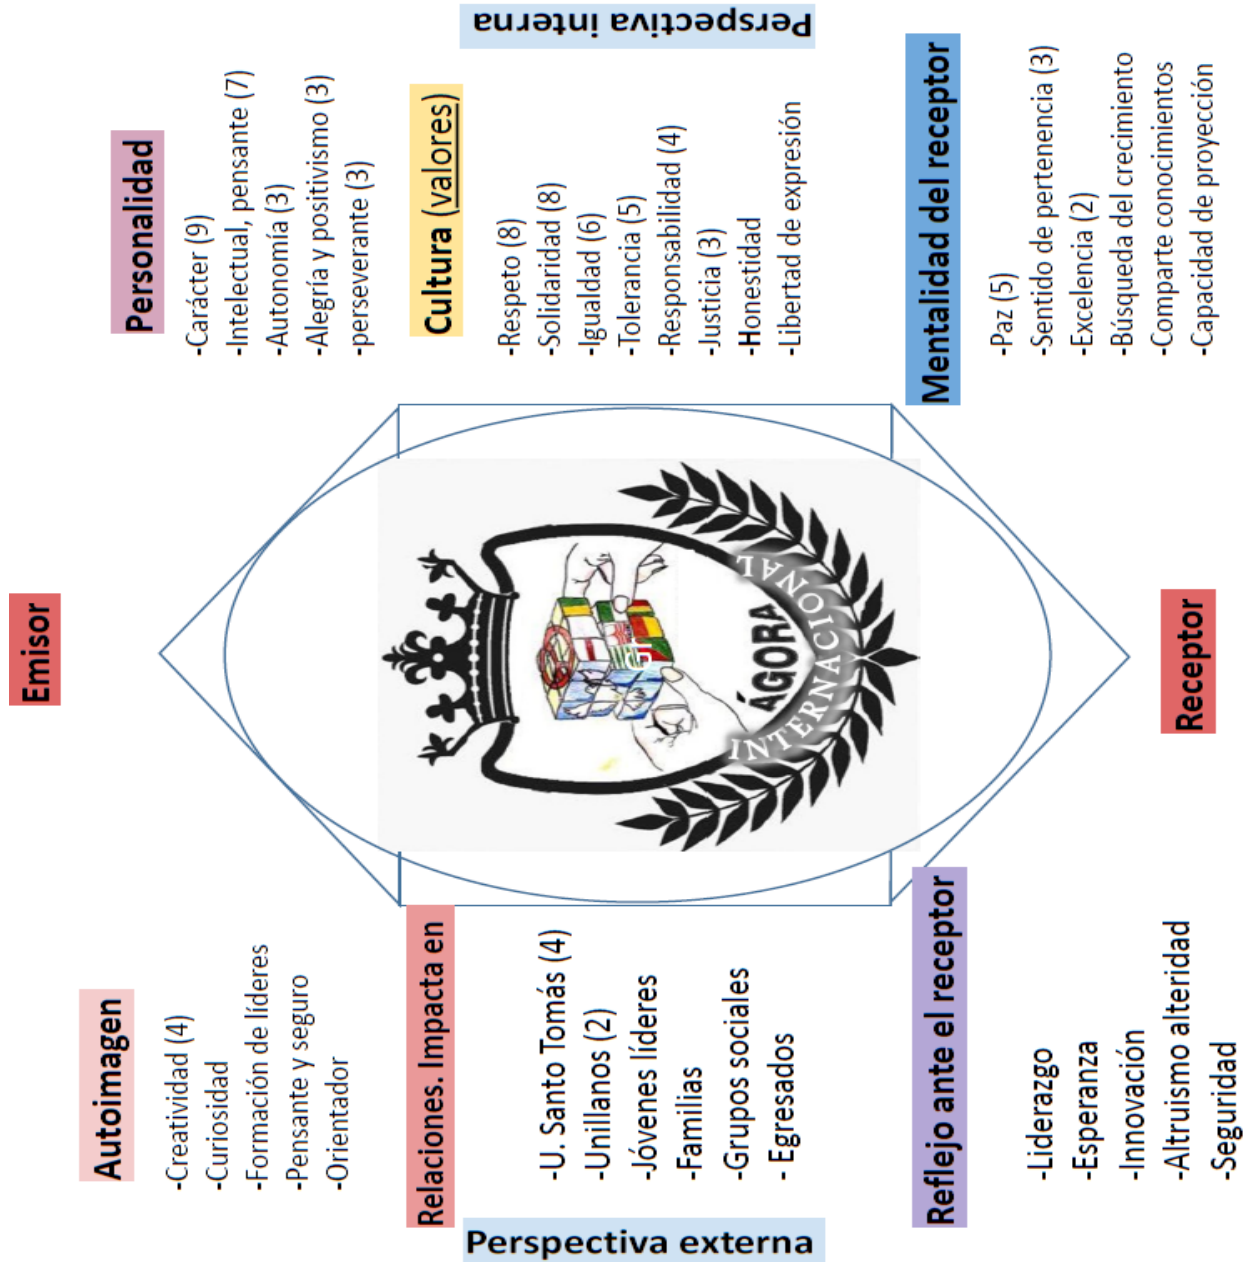 Emisor
Autoimagen
-Creatividad (4)
-Curiosidad
-Formación de líderes
-Pensante y seguro
-Orientador
Personalidad
-Carácter (9)
-Intelectual, pensante (7)
-Autonomía (3)
-Alegría y positivismo (3)
-perseverante (3)
Perspectiva externa
Relaciones. Impacta en
-U. Santo Tomás (4)
-Unillanos (2)
-Jóvenes líderes
-Familias
-Grupos sociales
- Egresados
ÁGORA
INTERNACIONAL
Cultura (valores)
-Respeto (8)
-Solidaridad (8)
-Igualdad (6)
-Tolerancia (5)
-Responsabilidad (4)
-Justicia (3)
-Honestidad
-Libertad de expresión
Perspectiva interna
Reflejo ante el receptor
-Liderazgo
-Esperanza
-Innovación
-Altruismo alteridad
-Seguridad
Mentalidad del receptor
-Paz (5)
-Sentido de pertenencia (3)
-Excelencia (2)
-Búsqueda del crecimiento
-Comparte conocimientos
-Capacidad de proyección
Receptor